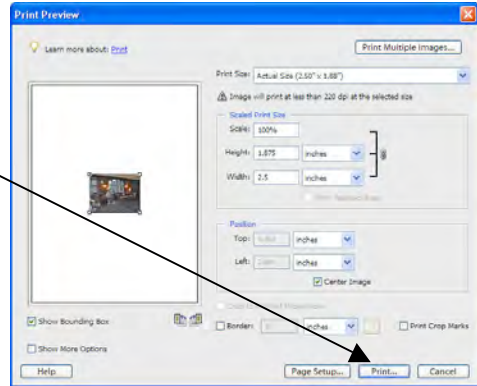 Print Preview
Learn more about: Print
Print Multiple Images...
Print Size: Actual Size (2.50" x 1.88")
Image will print at less than 220 dpi at the selected size
Scaled Print Size
Scale: 100%
Height: 1.875 inches
Width: 2.5 inches
Position
Top: inches
Left: inches
Center Image
Show Bounding Box
Border: inches
Print Crop Marks
Show More Options
Help
Page Setup...
Print...
Cancel